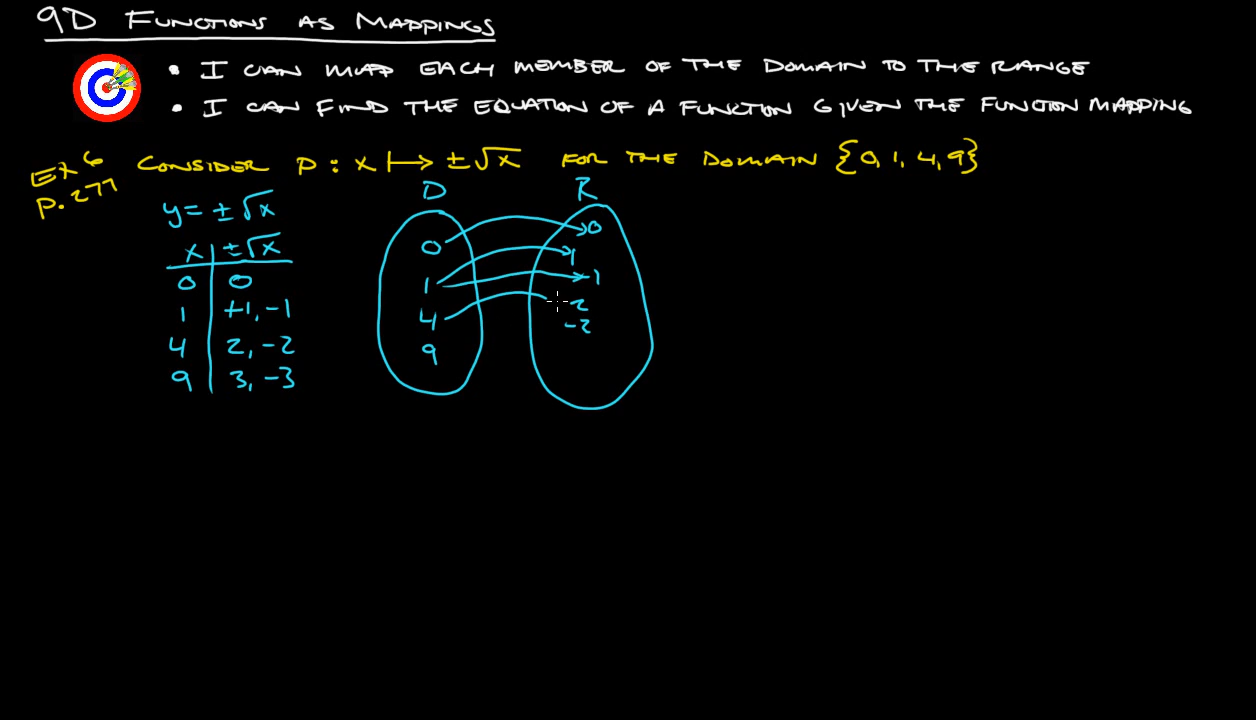 9D FUNCTIONS AS MAPPINGS
• I CAN MAP EACH MEMBER OF THE DOMAIN TO THE RANGE
• I CAN FIND THE EQUATION OF A FUNCTION GIVEN THE FUNCTION MAPPING
Ex 6 CONSIDER P : x ↦ ±√x FOR THE DOMAIN {0, 1, 4, 9}
P. 277
y = ±√x
x | ±√x
0 | 0
1 | +1, -1
4 | 2, -2
9 | 3, -3
D R
0 0
1 1
-1
4 2
-2
9